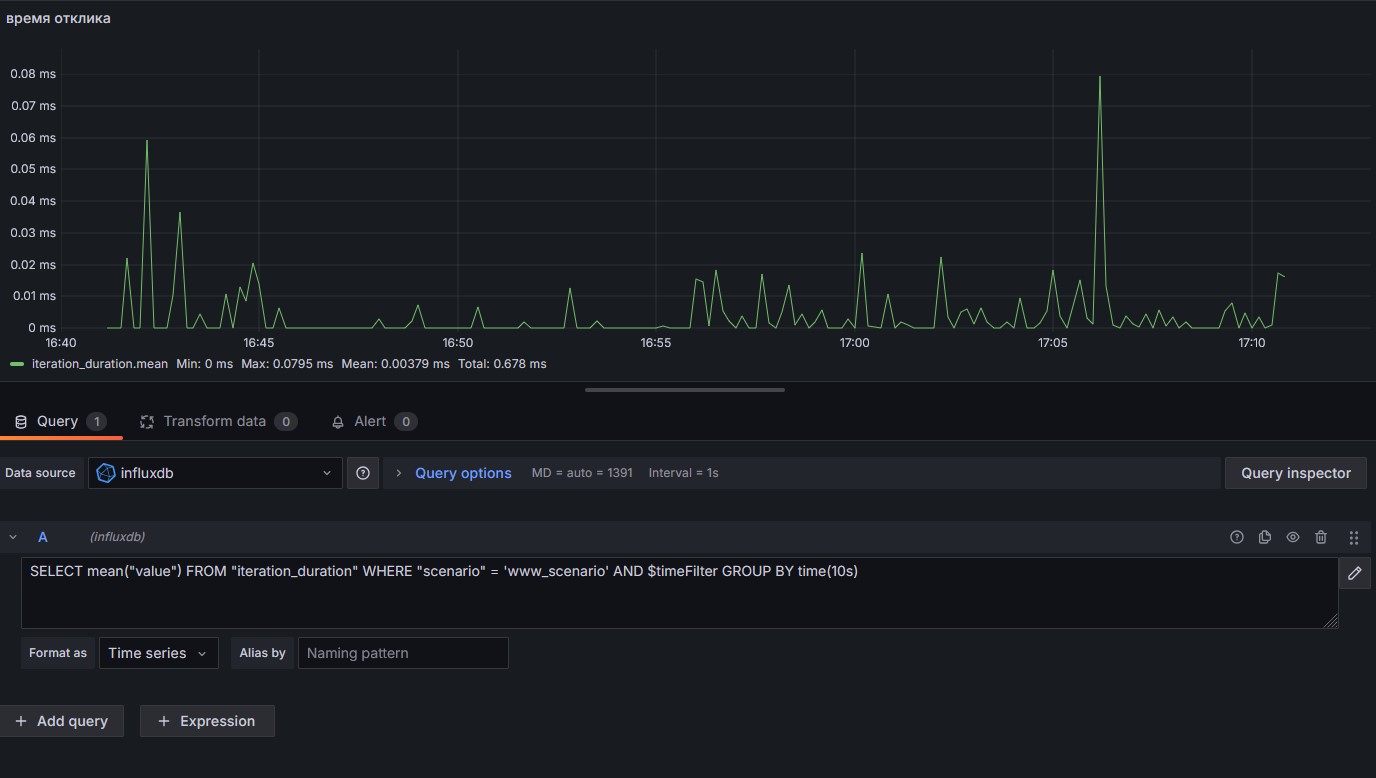 время отклика
0.08 ms
0.07 ms
0.06 ms
0.05 ms
0.04 ms
0.03 ms
0.02 ms
0.01 ms
0 ms
16:40 16:45 16:50 16:55 17:00 17:05 17:10
iteration_duration.mean Min: 0 ms Max: 0.0795 ms Mean: 0.00379 ms Total: 0.678 ms
Query 1 Transform data 0 Alert 0
Data source influxdb Query options MD = auto = 1391 Interval = 1s Query inspector
A (influxdb)
SELECT mean("value") FROM "iteration_duration" WHERE "scenario" = 'www_scenario' AND $timeFilter GROUP BY time(10s)
Format as Time series Alias by Naming pattern
+ Add query + Expression